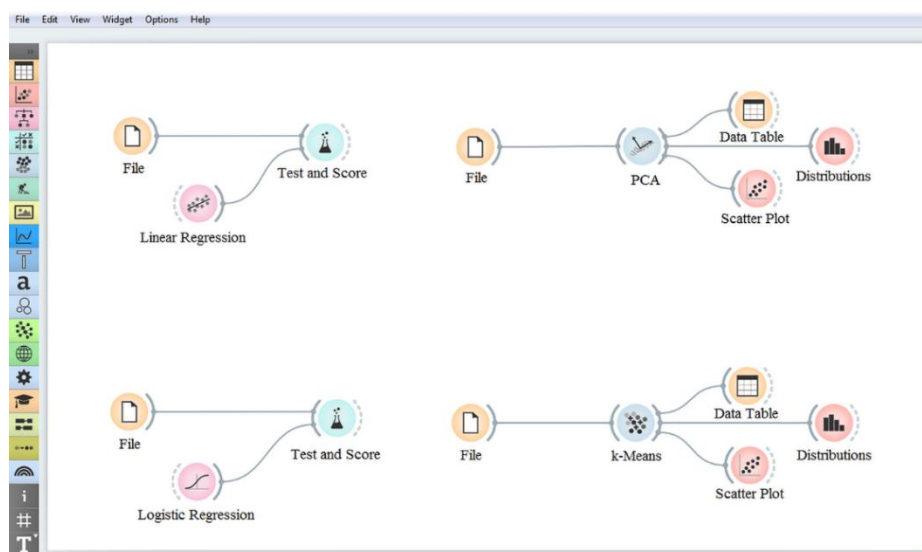 File Edit View Widget Options Help
File
Test and Score
Linear Regression
File
PCA
Data Table
Distributions
Scatter Plot
File
Test and Score
Logistic Regression
File
k-Means
Data Table
Distributions
Scatter Plot
T
a
i
#
T